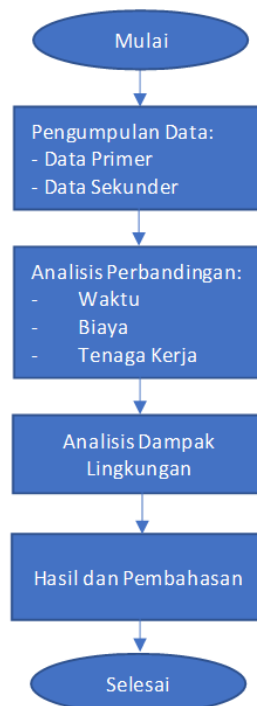 Mulai
Pengumpulan Data:
- Data Primer
- Data Sekunder
Analisis Perbandingan:
- Waktu
- Biaya
- Tenaga Kerja
Analisis Dampak
Lingkungan
Hasil dan Pembahasan
Selesai